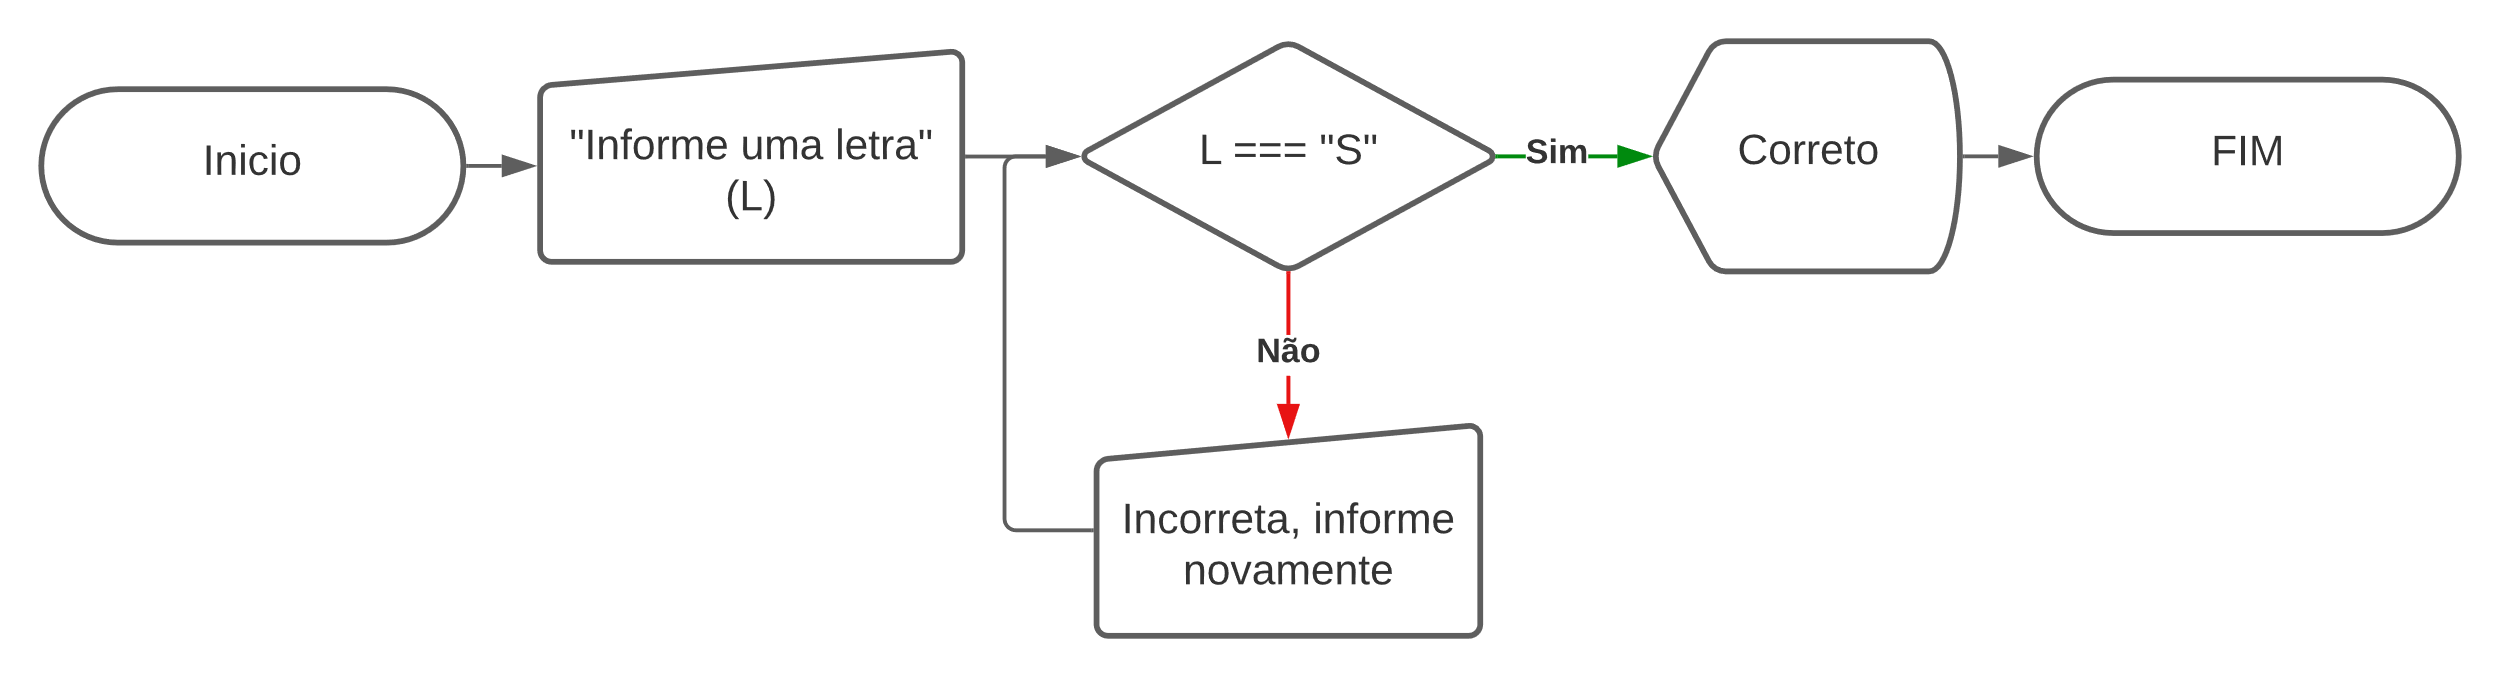 Inicio
"Informe uma letra"
(L)
L === "S"
sim
Correto
FIM
Não
Incorreta, informe
novamente